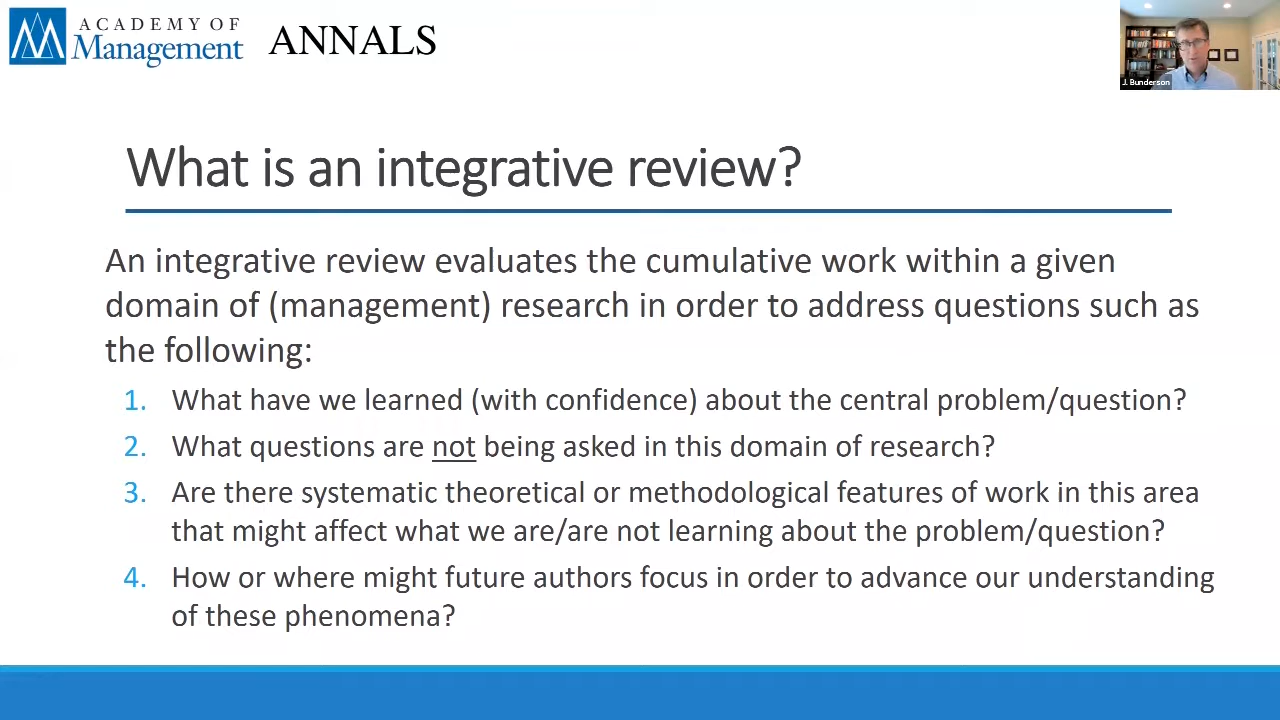 ACADEMY OF
Management
ANNALS
J. Bunderson
What is an integrative review?
An integrative review evaluates the cumulative work within a given
domain of (management) research in order to address questions such as
the following:
1. What have we learned (with confidence) about the central problem/question?
2. What questions are not being asked in this domain of research?
3. Are there systematic theoretical or methodological features of work in this area
that might affect what we are/are not learning about the problem/question?
4. How or where might future authors focus in order to advance our understanding
of these phenomena?